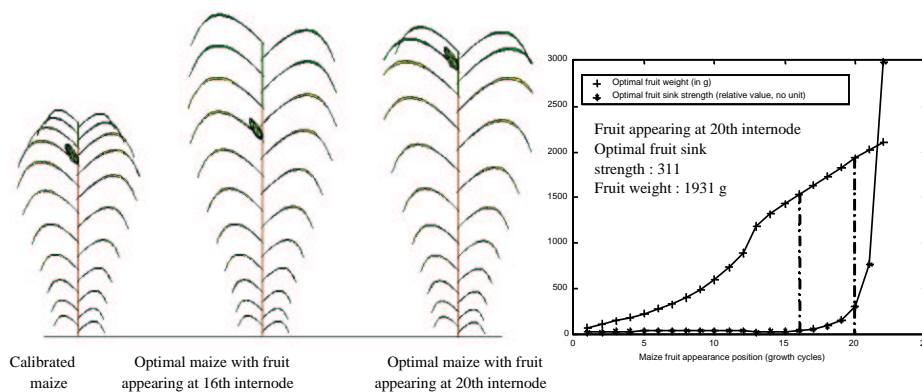 3000
2500
2000
1500
1000
500
0
Optimal fruit weight (in g)
Optimal fruit sink strength (relative value, no unit)
Fruit appearing at 20th internode
Optimal fruit sink
strength : 311
Fruit weight : 1931 g
0 5 10 15 20
Maize fruit appearance position (growth cycles)
Calibrated
maize
Optimal maize with fruit
appearing at 16th internode
Optimal maize with fruit
appearing at 20th internode